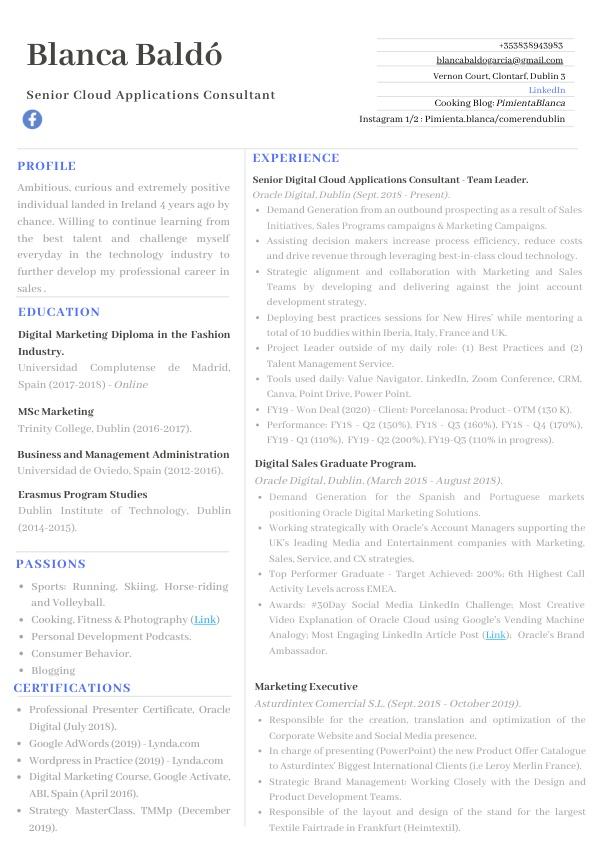 Blanca Baldó
Senior Cloud Applications Consultant
+353838943983
blancabaldogarcia@gmail.com
Vernon Court, Clontarf, Dublin 3
LinkedIn
Cooking Blog: PimientaBlanca
Instagram 1/2 : Pimienta.blanca/comerendublin
PROFILE
Ambitious, curious and extremely positive
individual landed in Ireland 4 years ago by
chance. Willing to continue learning from
the best talent and challenge myself
everyday in the technology industry to
further develop my professional career in
sales .
EDUCATION
Digital Marketing Diploma in the Fashion
Industry.
Universidad Complutense de Madrid,
Spain (2017-2018) - Online
MSc Marketing
Trinity College, Dublin (2016-2017).
Business and Management Administration
Universidad de Oviedo, Spain (2012-2016).
Erasmus Program Studies
Dublin Institute of Technology, Dublin
(2014-2015).
PASSIONS
• Sports: Running, Skiing, Horse-riding
and Volleyball.
• Cooking, Fitness & Photography (Link)
• Personal Development Podcasts.
• Consumer Behavior.
• Blogging
CERTIFICATIONS
• Professional Presenter Certificate, Oracle
Digital (July 2018).
• Google AdWords (2019) - Lynda.com
• Wordpress in Practice (2019) - Lynda.com
• Digital Marketing Course, Google Activate,
ABI, Spain (April 2016).
• Strategy MasterClass, TMMp (December
2019).
EXPERIENCE
Senior Digital Cloud Applications Consultant - Team Leader.
Oracle Digital, Dublin (Sept. 2018 - Present).
• Demand Generation from an outbound prospecting as a result of Sales
Initiatives, Sales Programs campaigns & Marketing Campaigns.
• Assisting decision makers increase process efficiency, reduce costs
and drive revenue through leveraging best-in-class cloud technology.
• Strategic alignment and collaboration with Marketing and Sales
Teams by developing and delivering against the joint account
development strategy.
• Deploying best practices sessions for New Hires' while mentoring a
total of 10 buddies within Iberia, Italy, France and UK.
• Project Leader outside of my daily role: (1) Best Practices and (2)
Talent Management Service.
• Tools used daily: Value Navigator, LinkedIn, Zoom Conference, CRM,
Canva, Point Drive, Power Point.
• FY19 - Won Deal (2020) - Client: Porcelanosa; Product - OTM (130 K).
• Performance: FY18 - Q2 (150%), FY18 - Q3 (160%), FY18 - Q4 (170%),
FY19 - Q1 (110%), FY19 - Q2 (200%), FY19-Q3 (110% in progress).
Digital Sales Graduate Program.
Oracle Digital, Dublin, (March 2018 - August 2018),
• Demand Generation for the Spanish and Portuguese markets
positioning Oracle Digital Marketing Solutions.
• Working strategically with Oracle's Account Managers supporting the
UK's leading Media and Entertainment companies with Marketing,
Sales, Service, and CX strategies.
• Top Performer Graduate - Target Achieved: 200%; 6th Highest Call
Activity Levels across EMEA.
• Awards: #30Day Social Media LinkedIn Challenge; Most Creative
Video Explanation of Oracle Cloud using Google's Vending Machine
Analogy; Most Engaging LinkedIn Article Post (Link); Oracle's Brand
Ambassador.
Marketing Executive
Asturdintex Comercial S.L. (Sept. 2018 - October 2019).
• Responsible for the creation, translation and optimization of the
Corporate Website and Social Media presence.
• In charge of presenting (PowerPoint) the new Product Offer Catalogue
to Asturdintex' Biggest International Clients (i.e Leroy Merlin France).
• Strategic Brand Management: Working Closely with the Design and
Product Development Teams.
• Responsible of the layout and design of the stand for the largest
Textile Fairtrade in Frankfurt (Heimtextil).